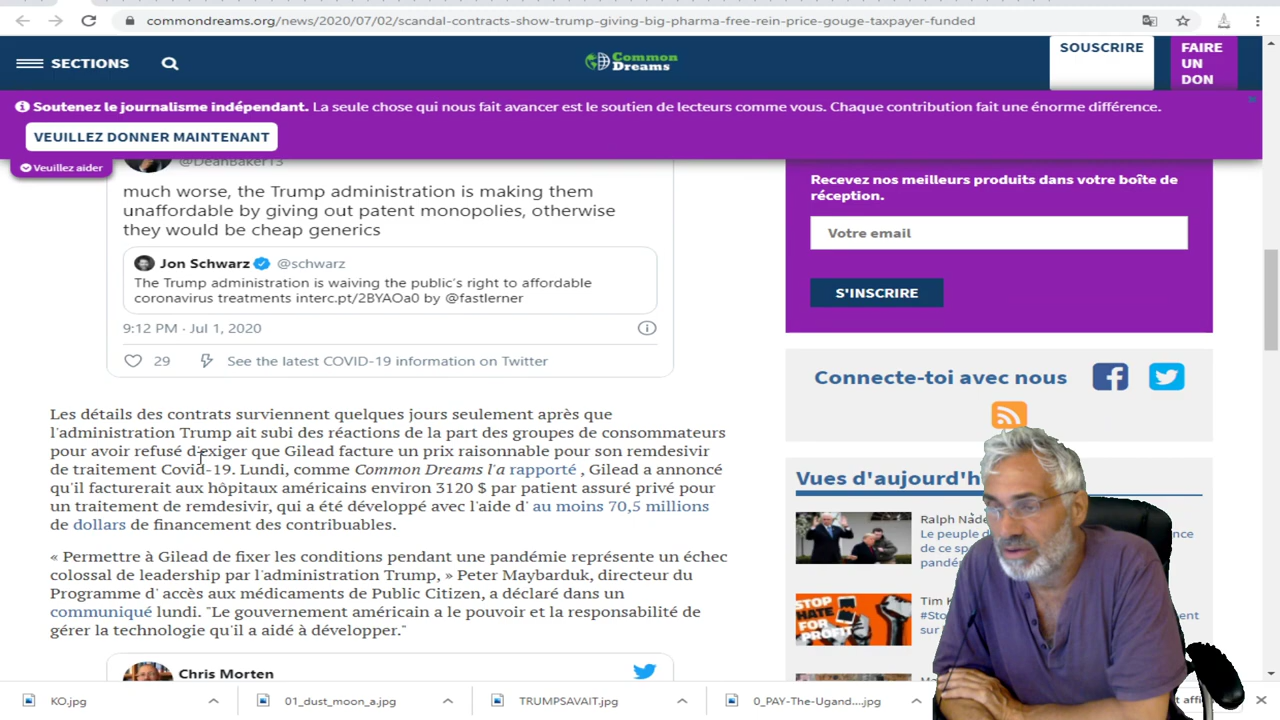 commondreams.org/news/2020/07/02/scandal-contracts-show-trump-giving-big-pharma-free-rein-price-gouge-taxpayer-funded
SECTIONS
Common
Dreams
SOUSCRIRE
FAIRE
UN
DON
Soutenez le journalisme indépendant. La seule chose qui nous fait avancer est le soutien de lecteurs comme vous. Chaque contribution fait une énorme différence.
VEUILLEZ DONNER MAINTENANT
Veuillez aider
@DeanBaker13
much worse, the Trump administration is making them
unaffordable by giving out patent monopolies, otherwise
they would be cheap generics
Jon Schwarz @schwarz
The Trump administration is waiving the public's right to affordable
coronavirus treatments interc.pt/2BYAOa0 by @fastlerner
9:12 PM · Jul 1, 2020
29 See the latest COVID-19 information on Twitter
Les détails des contrats surviennent quelques jours seulement après que
l'administration Trump ait subi des réactions de la part des groupes de consommateurs
pour avoir refusé d'exiger que Gilead facture un prix raisonnable pour son remdesivir
de traitement Covid-19. Lundi, comme Common Dreams l'a rapporté , Gilead a annoncé
qu'il facturerait aux hôpitaux américains environ 3120 $ par patient assuré privé pour
un traitement de remdesivir, qui a été développé avec l'aide d' au moins 70,5 millions
de dollars de financement des contribuables.
« Permettre à Gilead de fixer les conditions pendant une pandémie représente un échec
colossal de leadership par l'administration Trump, » Peter Maybarduk, directeur du
Programme d' accès aux médicaments de Public Citizen, a déclaré dans un
communiqué lundi. "Le gouvernement américain a le pouvoir et la responsabilité de
gérer la technologie qu'il a aidé à développer."
Chris Morten
Recevez nos meilleurs produits dans votre boîte de
réception.
Votre email
S'INSCRIRE
Connecte-toi avec nous
Vues d'aujourd'h
Ralph Nade
Le peuple d
de ce sp
pandém
STOP
HATE
FOR
PROFIT
Tim K
#Sto
sur
KO.jpg
01_dust_moon_a.jpg
TRUMPSAVAIT.jpg
0_PAY-The-Ugand....jpg